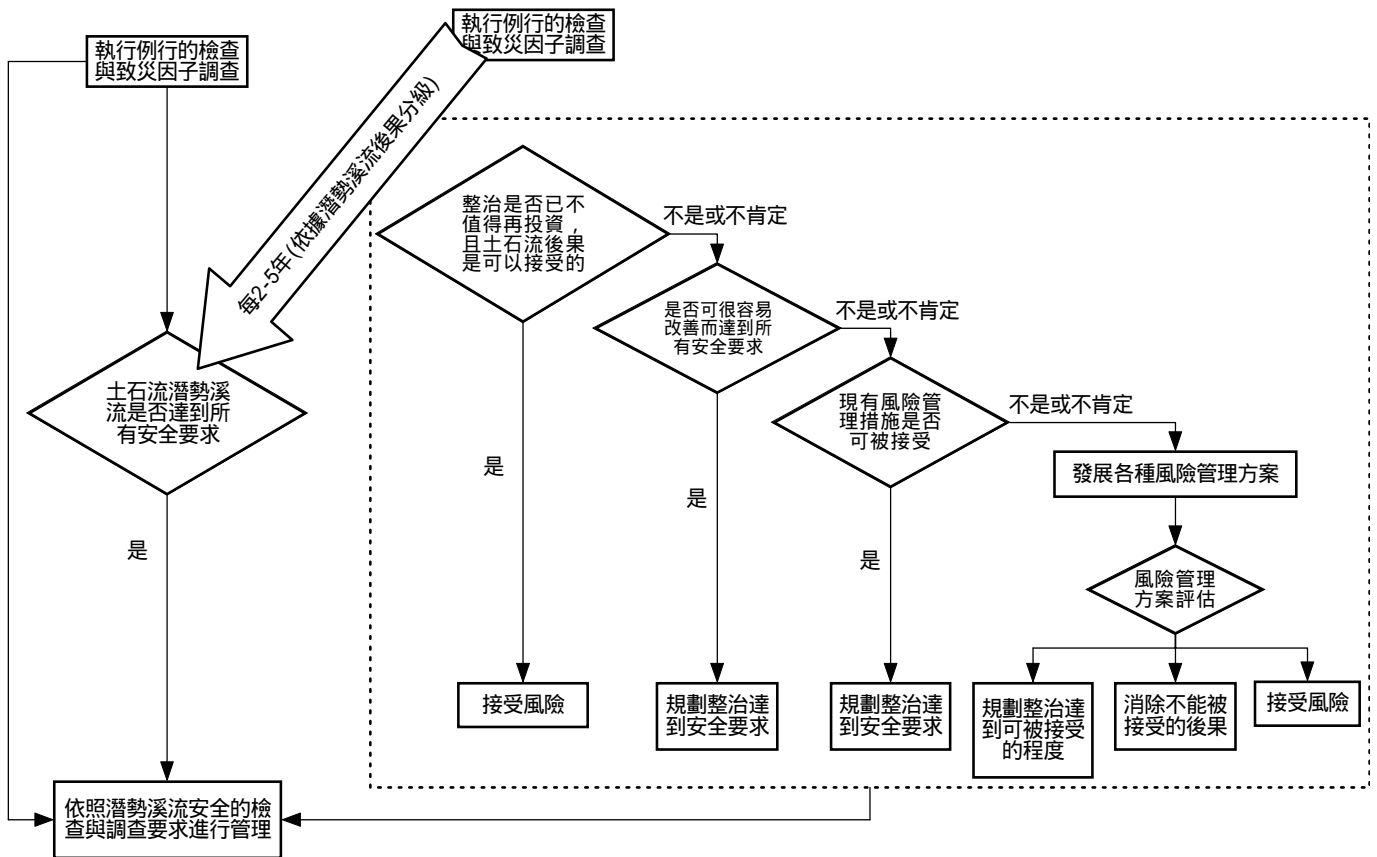 執行例行的檢查
與致災因子調查
執行例行的檢查
與致災因子調查
每2-5年(依據潛勢溪流後果分級)
整治是否已不
值得再投資，
且土石流後果
是可以接受的
不是或不肯定
是否可很容易
改善而達到所
有安全要求
不是或不肯定
土石流潛勢溪
流是否達到所
有安全要求
現有風險管
理措施是否
可被接受
不是或不肯定
發展各種風險管理方案
是
是
是
是
風險管理
方案評估
接受風險
規劃整治達
到安全要求
規劃整治達
到安全要求
規劃整治達
到可被接受
的程度
消除不能被
接受的後果
接受風險
依照潛勢溪流安全的檢
查與調查要求進行管理